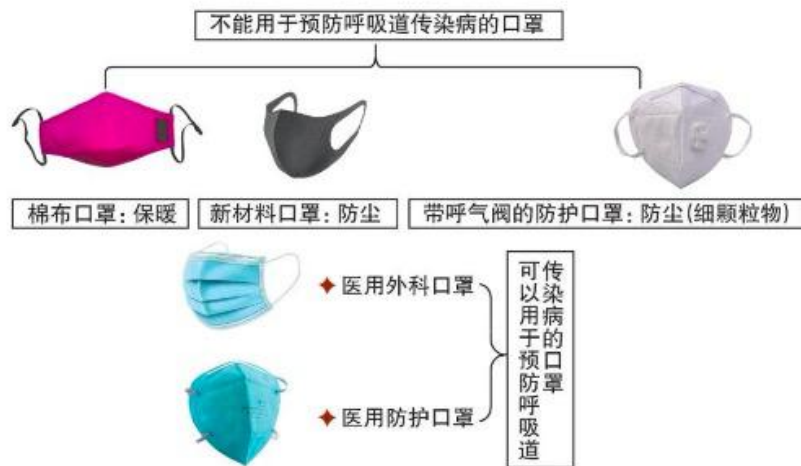 不能用于预防呼吸道传染病的口罩
棉布口罩：保暖
新材料口罩：防尘
带呼气阀的防护口罩：防尘(细颗粒物)
医用外科口罩
医用防护口罩
可以用于预防呼吸道
传染病的口罩